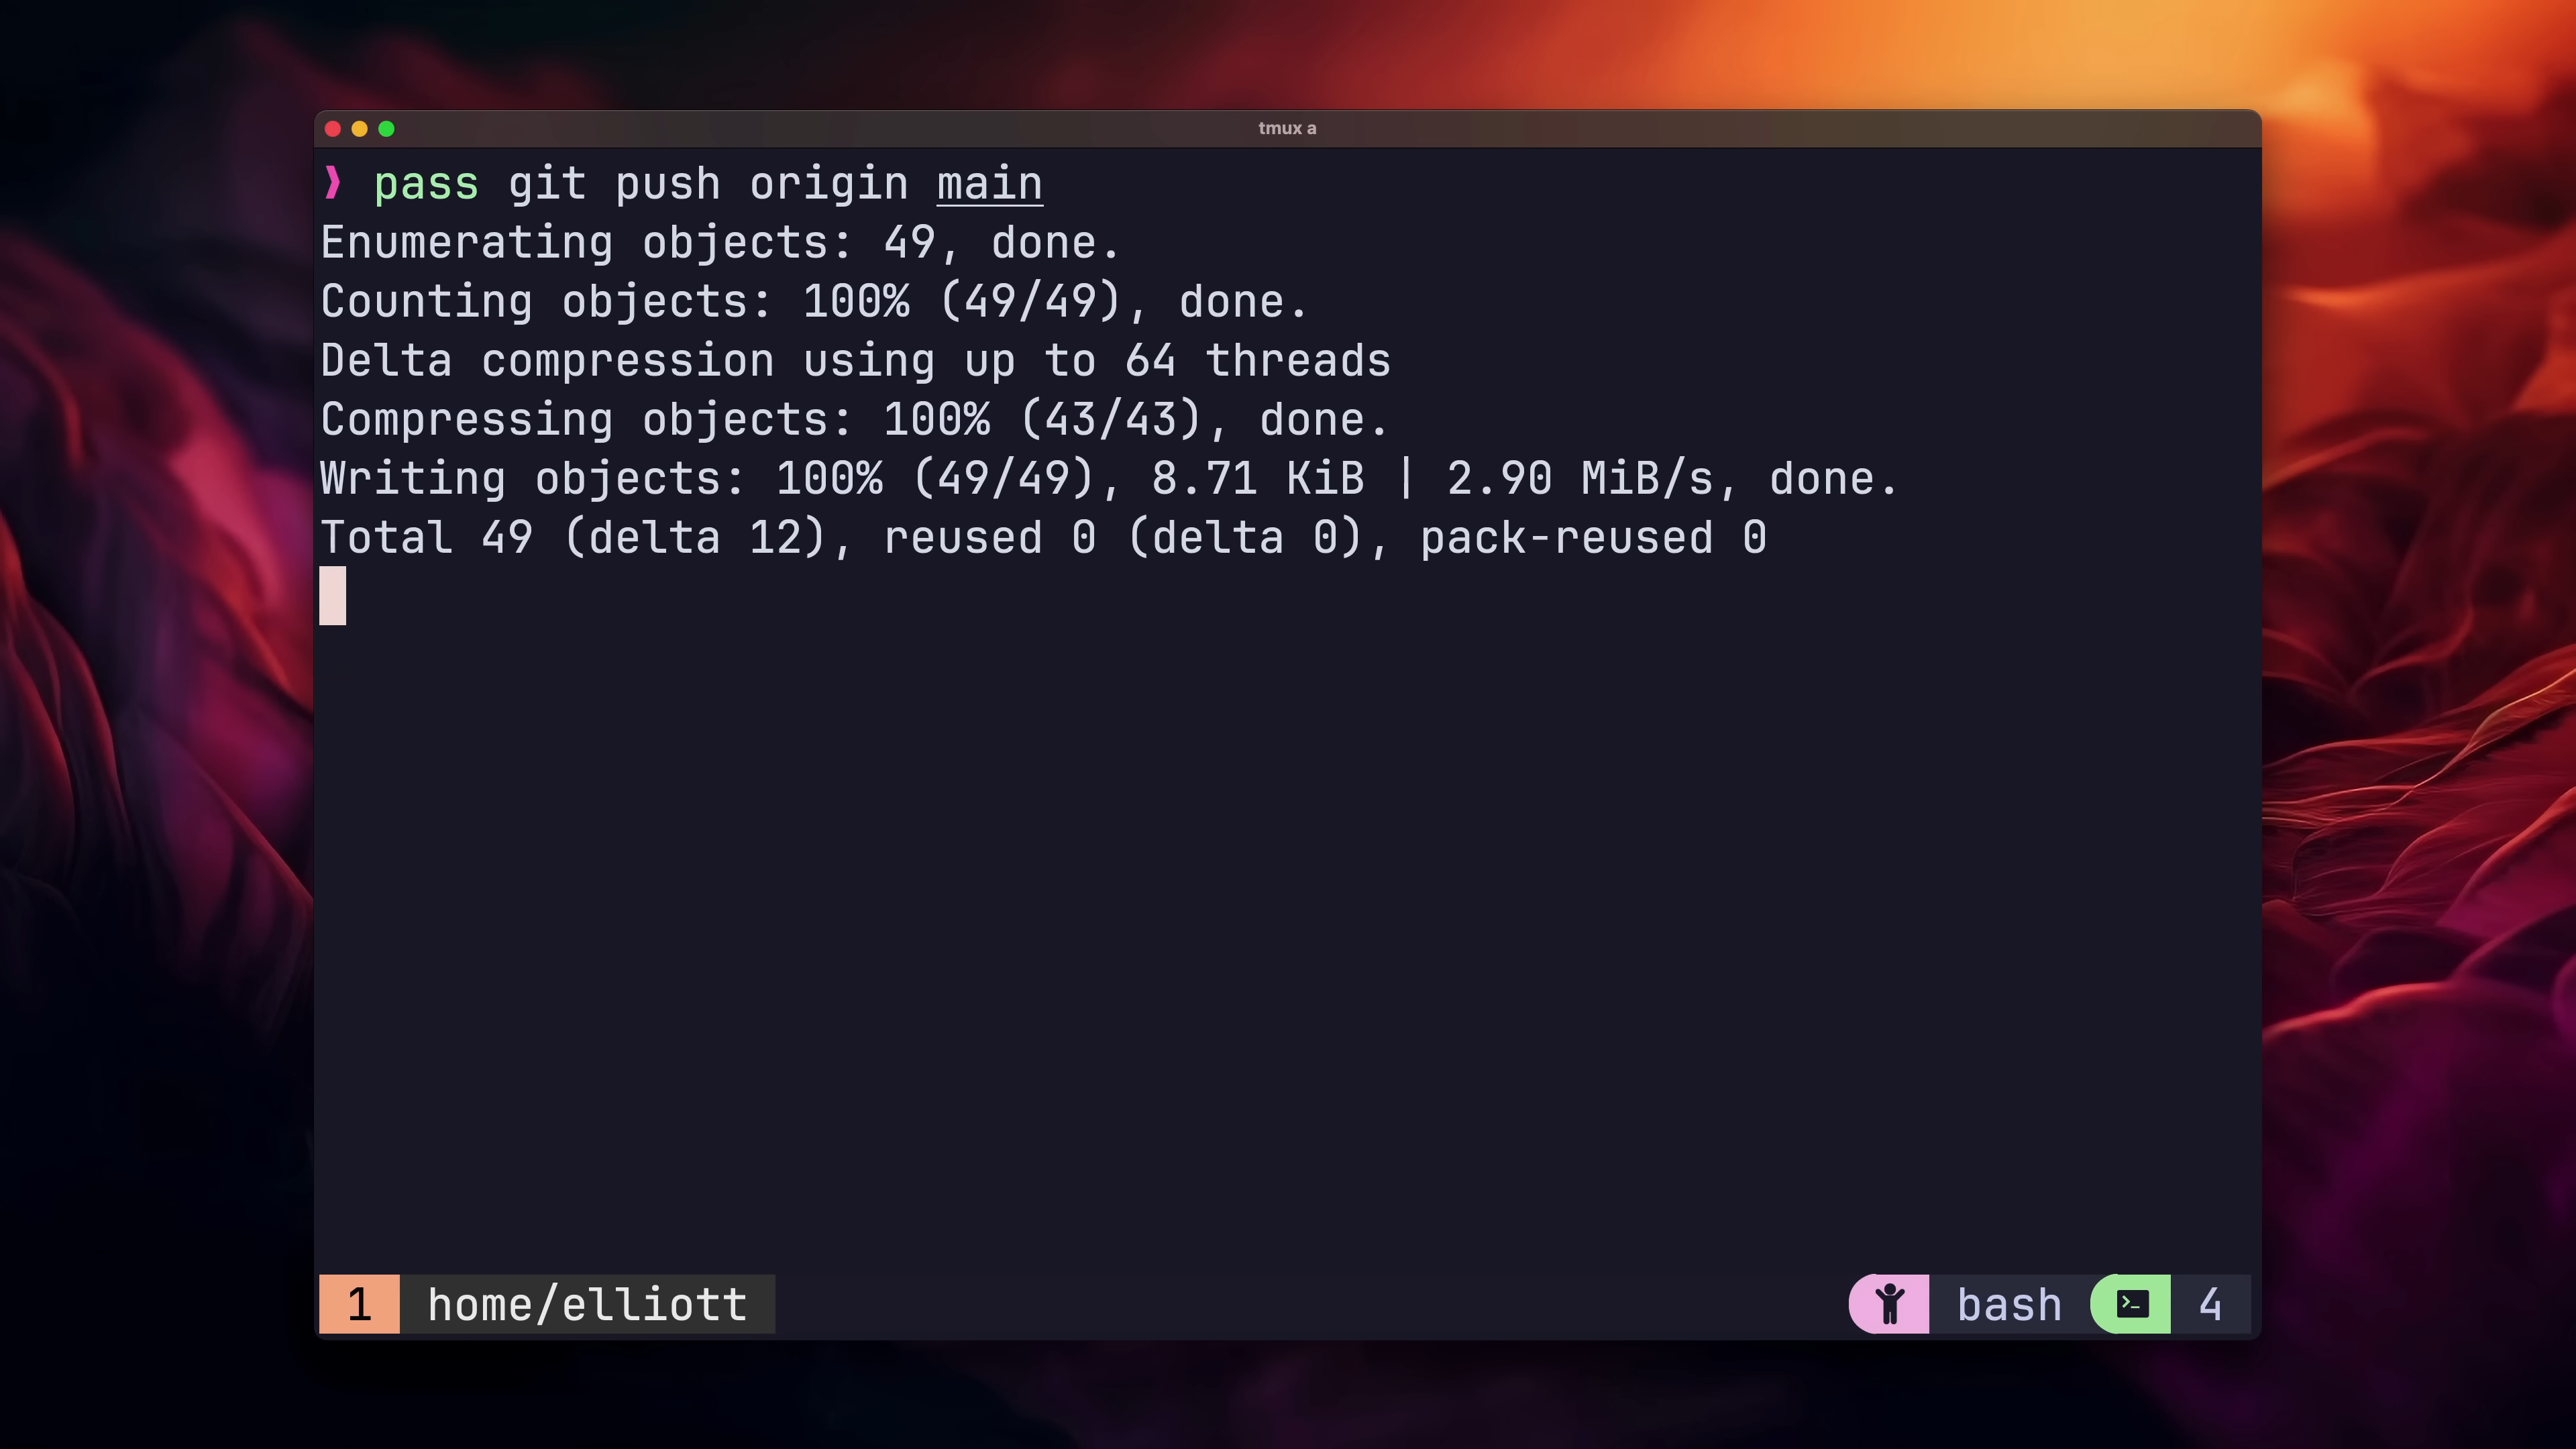 tmux a
❯ pass git push origin main
Enumerating objects: 49, done.
Counting objects: 100% (49/49), done.
Delta compression using up to 64 threads
Compressing objects: 100% (43/43), done.
Writing objects: 100% (49/49), 8.71 KiB | 2.90 MiB/s, done.
Total 49 (delta 12), reused 0 (delta 0), pack-reused 0
1 home/elliott bash 4